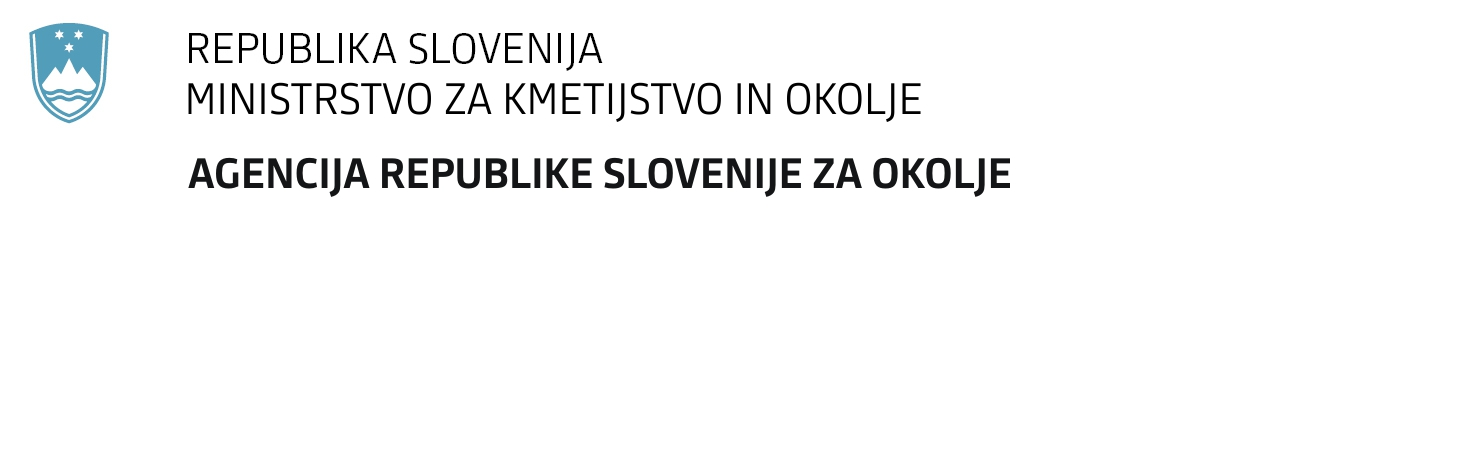 REPUBLIKA SLOVENIJA
MINISTRSTVO ZA KMETIJSTVO IN OKOLJE
AGENCIJA REPUBLIKE SLOVENIJE ZA OKOLJE